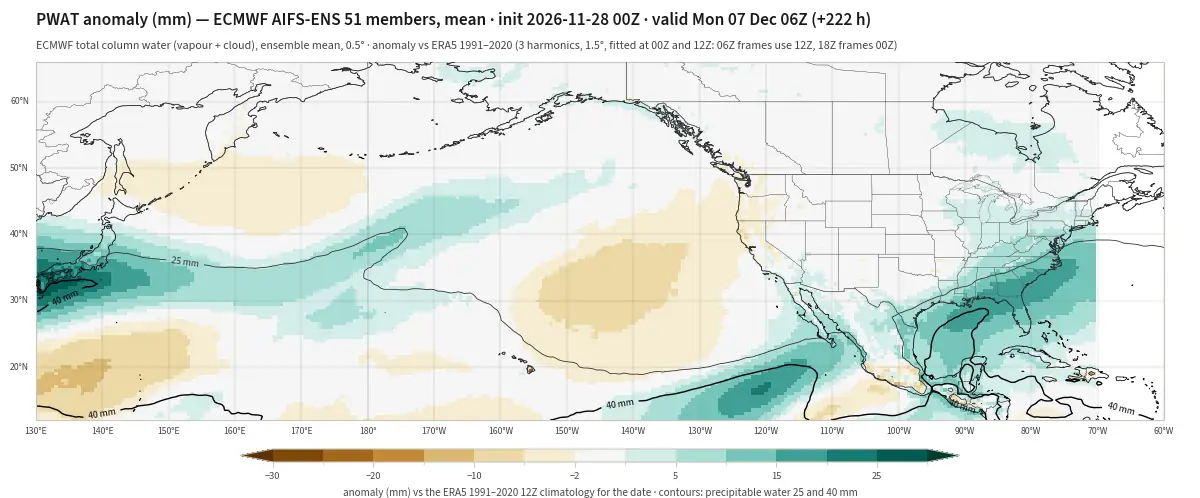 PWAT anomaly (mm) — ECMWF AIFS-ENS 51 members, mean · init 2026-11-28 00Z · valid Mon 07 Dec 06Z (+222 h)
ECMWF total column water (vapour + cloud), ensemble mean, 0.5° · anomaly vs ERA5 1991–2020 (3 harmonics, 1.5°, fitted at 00Z and 12Z: 06Z frames use 12Z, 18Z frames 00Z)
60°N
50°N
40°N
25 mm
30°N
40 mm
20°N
40 mm
40 mm
40 mm
40 mm
130°E 140°E 150°E 160°E 170°E 180° 170°W 160°W 150°W 140°W 130°W 120°W 110°W 100°W 90°W 80°W 70°W 60°W
−30 −20 −10 −2 5 15 25
anomaly (mm) vs the ERA5 1991–2020 12Z climatology for the date · contours: precipitable water 25 and 40 mm